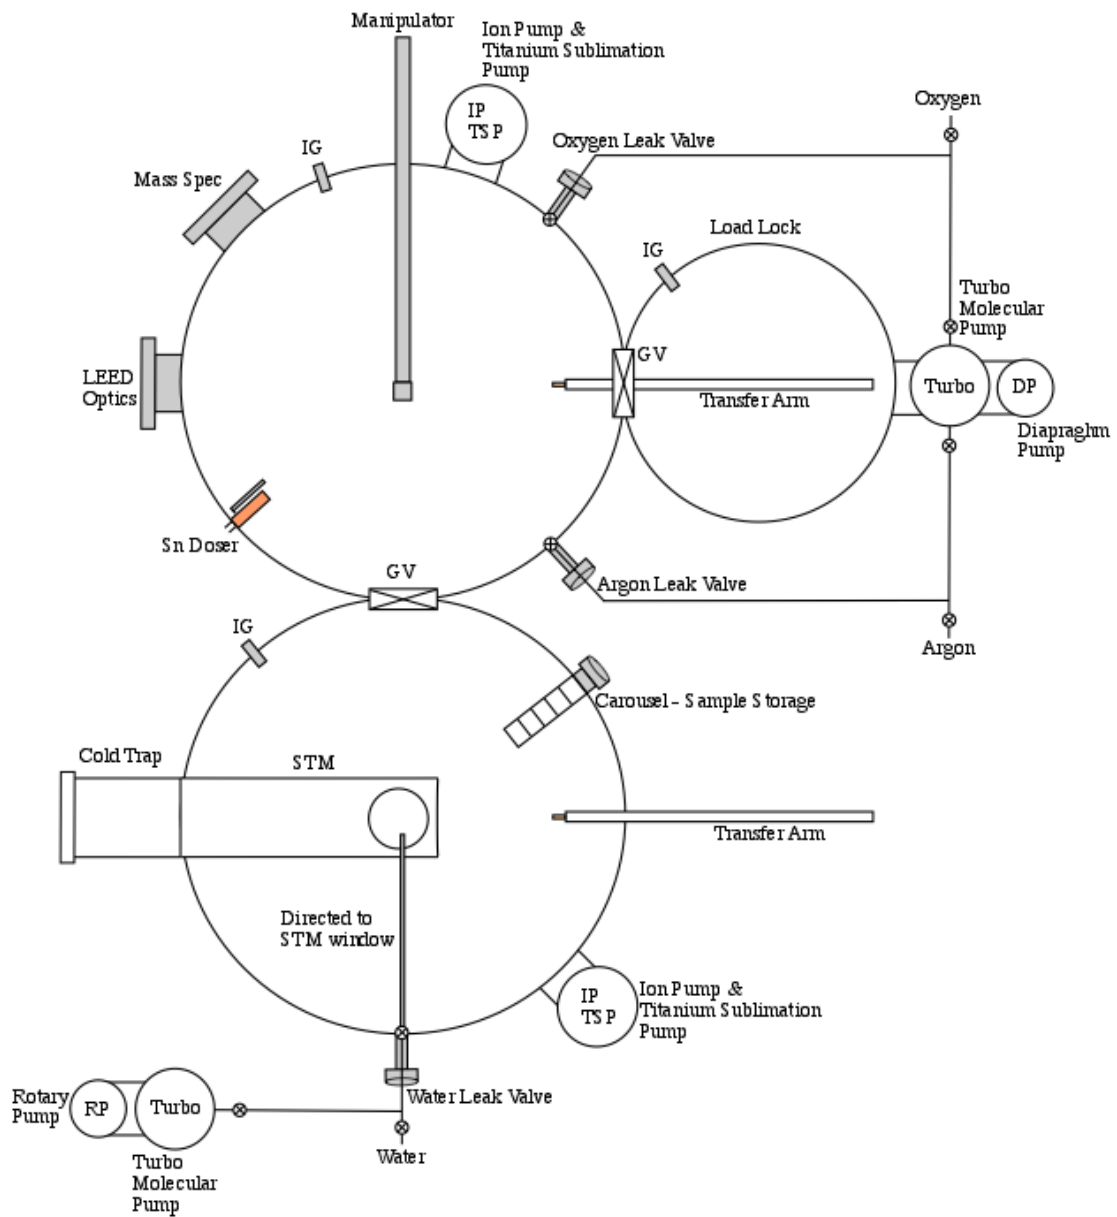 Manipulator
Ion Pump &
Titanium Sublimation
Pump
IP
TSP
Oxygen
Oxygen Leak Valve
IG
Mass Spec
Load Lock
IG
Turbo
Molecular
Pump
GV
LEED
Optics
Turbo
DP
Transfer Arm
Diapraghm
Pump
Sn Doser
GV
Argon Leak Valve
IG
Argon
Carousel - Sample Storage
Cold Trap
STM
Transfer Arm
Directed to
STM window
IP
TSP
Ion Pump &
Titanium Sublimation
Pump
Rotary
Pump
RP
Turbo
Water Leak Valve
Water
Turbo
Molecular
Pump